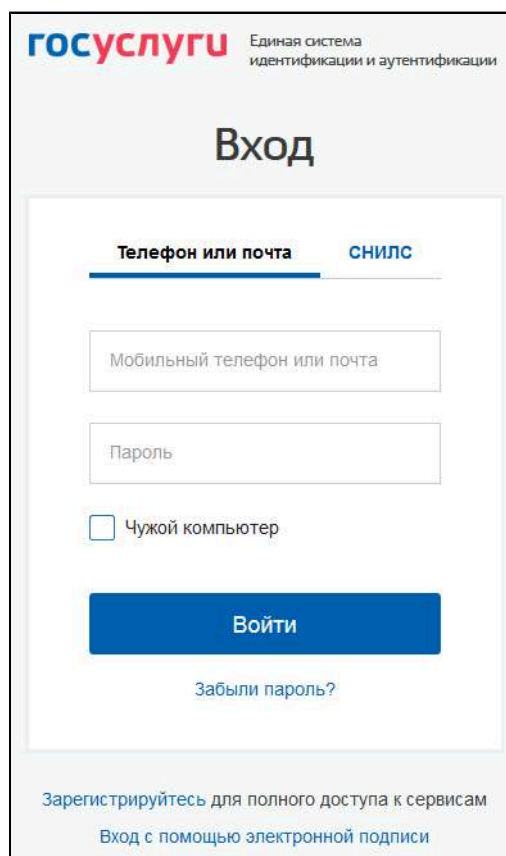 госуслуги
Единая система
идентификации и аутентификации
Вход
Телефон или почта СНИЛС
Мобильный телефон или почта
Пароль
Чужой компьютер
Войти
Забыли пароль?
Зарегистрируйтесь для полного доступа к сервисам
Вход с помощью электронной подписи